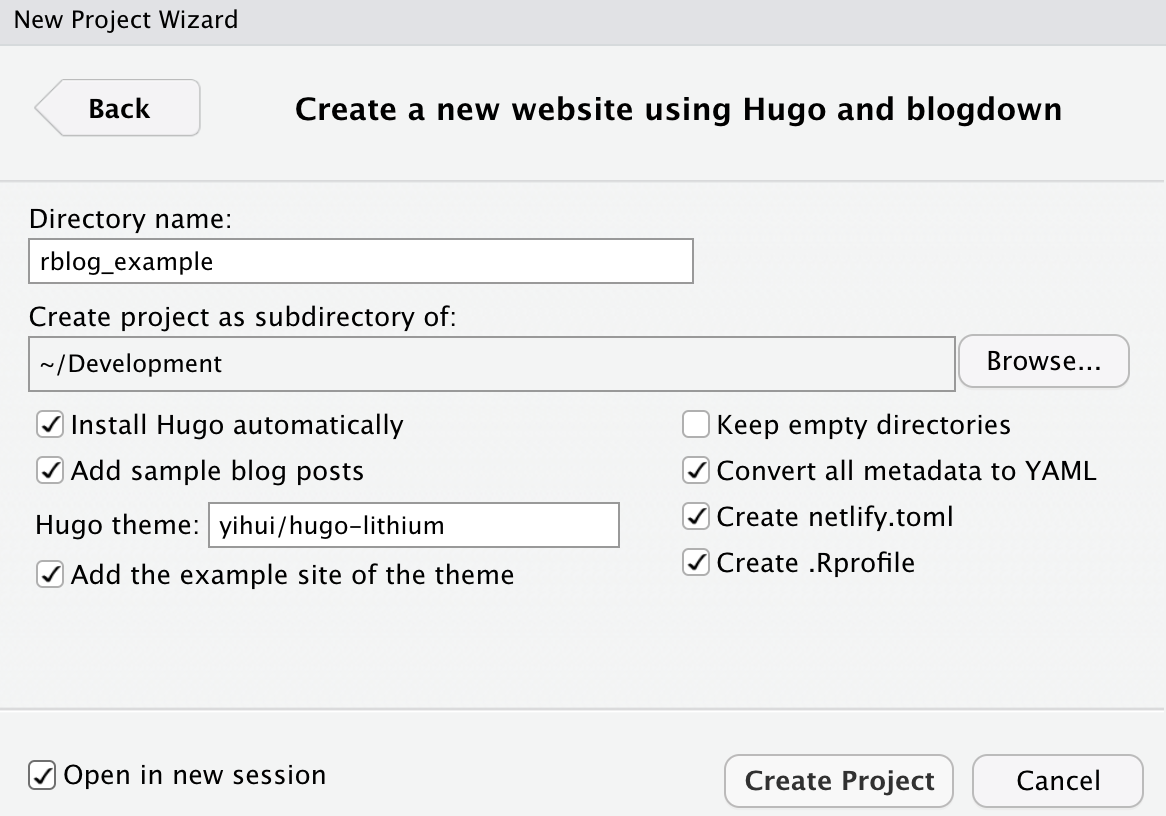 New Project Wizard
Back
Create a new website using Hugo and blogdown
Directory name:
rblog_example
Create project as subdirectory of:
~/Development
Browse...
Install Hugo automatically
Add sample blog posts
Hugo theme: yihui/hugo-lithium
Add the example site of the theme
Keep empty directories
Convert all metadata to YAML
Create netlify.toml
Create .Rprofile
Open in new session
Create Project
Cancel